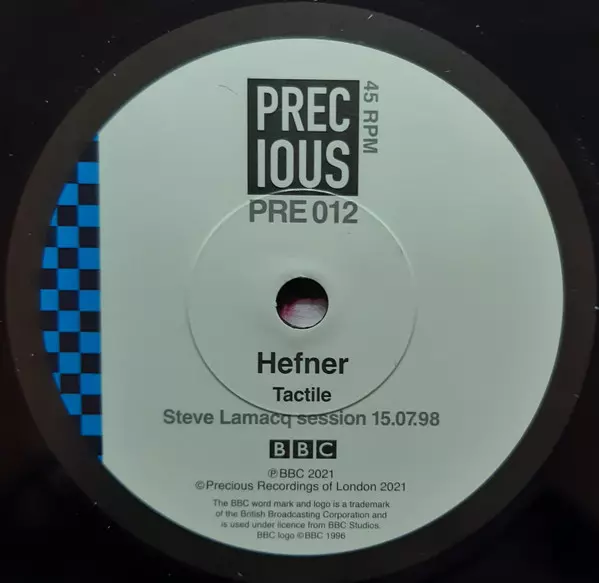 PREC
IOUS
45 RPM
PRE 012
Hefner
Tactile
Steve Lamacq session 15.07.98
BBC
℗ BBC 2021
©Precious Recordings of London 2021
The BBC word mark and logo is a trademark
of the British Broadcasting Corporation and
is used under licence from BBC Studios.
BBC logo ©BBC 1996